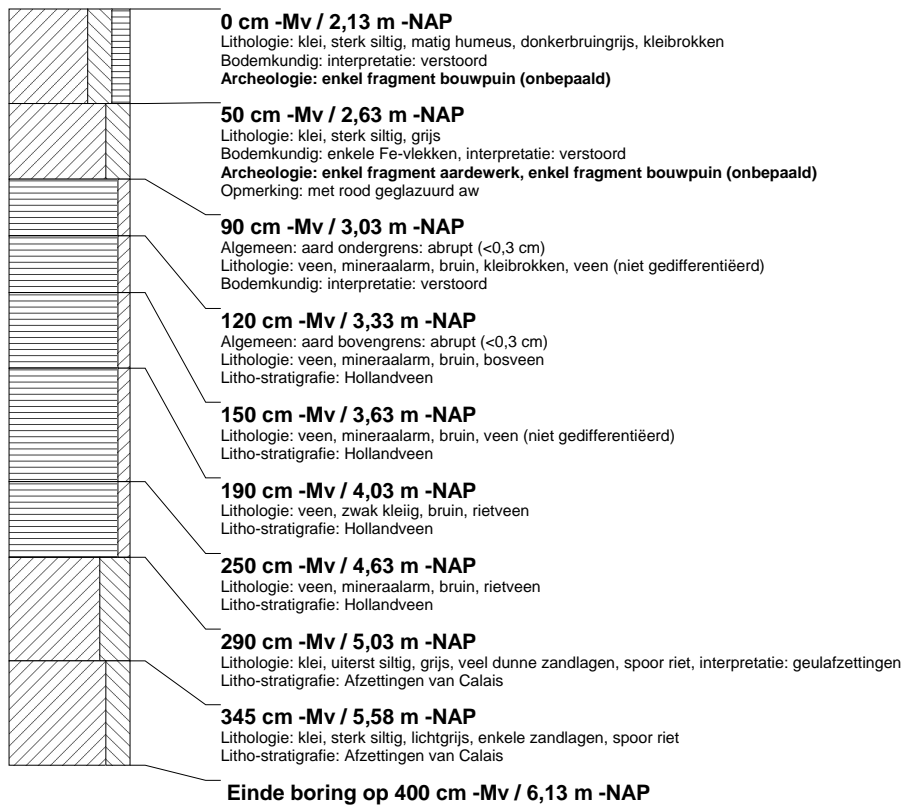 0 cm -Mv / 2,13 m -NAP
Lithologie: klei, sterk siltig, matig humeus, donkerbruingrijs, kleibrokken
Bodemkundig: interpretatie: verstoord
Archeologie: enkel fragment bouwpuin (onbepaald)
50 cm -Mv / 2,63 m -NAP
Lithologie: klei, sterk siltig, grijs
Bodemkundig: enkele Fe-vlekken, interpretatie: verstoord
Archeologie: enkel fragment aardewerk, enkel fragment bouwpuin (onbepaald)
Opmerking: met rood geglazuurd aw
90 cm -Mv / 3,03 m -NAP
Algemeen: aard ondergrens: abrupt (<0,3 cm)
Lithologie: veen, mineraalarm, bruin, kleibrokken, veen (niet gedifferentiëerd)
Bodemkundig: interpretatie: verstoord
120 cm -Mv / 3,33 m -NAP
Algemeen: aard bovengrens: abrupt (<0,3 cm)
Lithologie: veen, mineraalarm, bruin, bosveen
Litho-stratigrafie: Hollandveen
150 cm -Mv / 3,63 m -NAP
Lithologie: veen, mineraalarm, bruin, veen (niet gedifferentiëerd)
Litho-stratigrafie: Hollandveen
190 cm -Mv / 4,03 m -NAP
Lithologie: veen, zwak kleiig, bruin, rietveen
Litho-stratigrafie: Hollandveen
250 cm -Mv / 4,63 m -NAP
Lithologie: veen, mineraalarm, bruin, rietveen
Litho-stratigrafie: Hollandveen
290 cm -Mv / 5,03 m -NAP
Lithologie: klei, uiterst siltig, grijs, veel dunne zandlagen, spoor riet, interpretatie: geulafzettingen
Litho-stratigrafie: Afzettingen van Calais
345 cm -Mv / 5,58 m -NAP
Lithologie: klei, sterk siltig, lichtgrijs, enkele zandlagen, spoor riet
Litho-stratigrafie: Afzettingen van Calais
Einde boring op 400 cm -Mv / 6,13 m -NAP